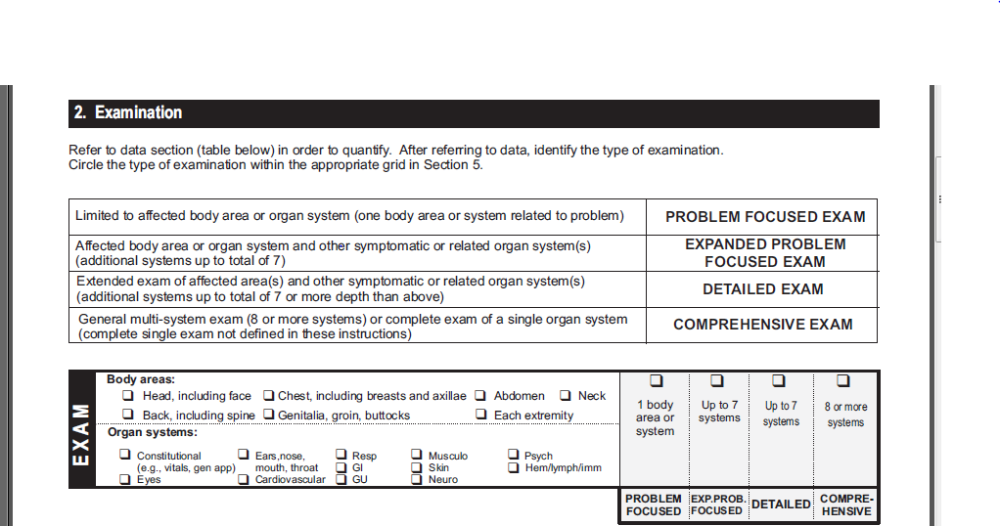 2. Examination
Refer to data section (table below) in order to quantify. After referring to data, identify the type of examination.
Circle the type of examination within the appropriate grid in Section 5.
Limited to affected body area or organ system (one body area or system related to problem)
PROBLEM FOCUSED EXAM
Affected body area or organ system and other symptomatic or related organ system(s)
(additional systems up to total of 7)
EXPANDED PROBLEM
FOCUSED EXAM
Extended exam of affected area(s) and other symptomatic or related organ system(s)
(additional systems up to total of 7 or more depth than above)
DETAILED EXAM
General multi-system exam (8 or more systems) or complete exam of a single organ system
(complete single exam not defined in these instructions)
COMPREHENSIVE EXAM
EXAM
Body areas:
❑ Head, including face ❑ Chest, including breasts and axillae ❑ Abdomen ❑ Neck
❑ Back, including spine ❑ Genitalia, groin, buttocks ❑ Each extremity
Organ systems:
❑ Constitutional ❑ Ears,nose, ❑ Resp ❑ Musculo ❑ Psych
(e.g., vitals, gen app) mouth, throat ❑ GI ❑ Skin ❑ Hem/lymph/imm
❑ Eyes ❑ Cardiovascular ❑ GU ❑ Neuro
❑ ❑ ❑ ❑
1 body
area or
system
Up to 7
systems
Up to 7
systems
8 or more
systems
PROBLEM
FOCUSED
EXP.PROB.
FOCUSED
DETAILED
COMPRE-
HENSIVE